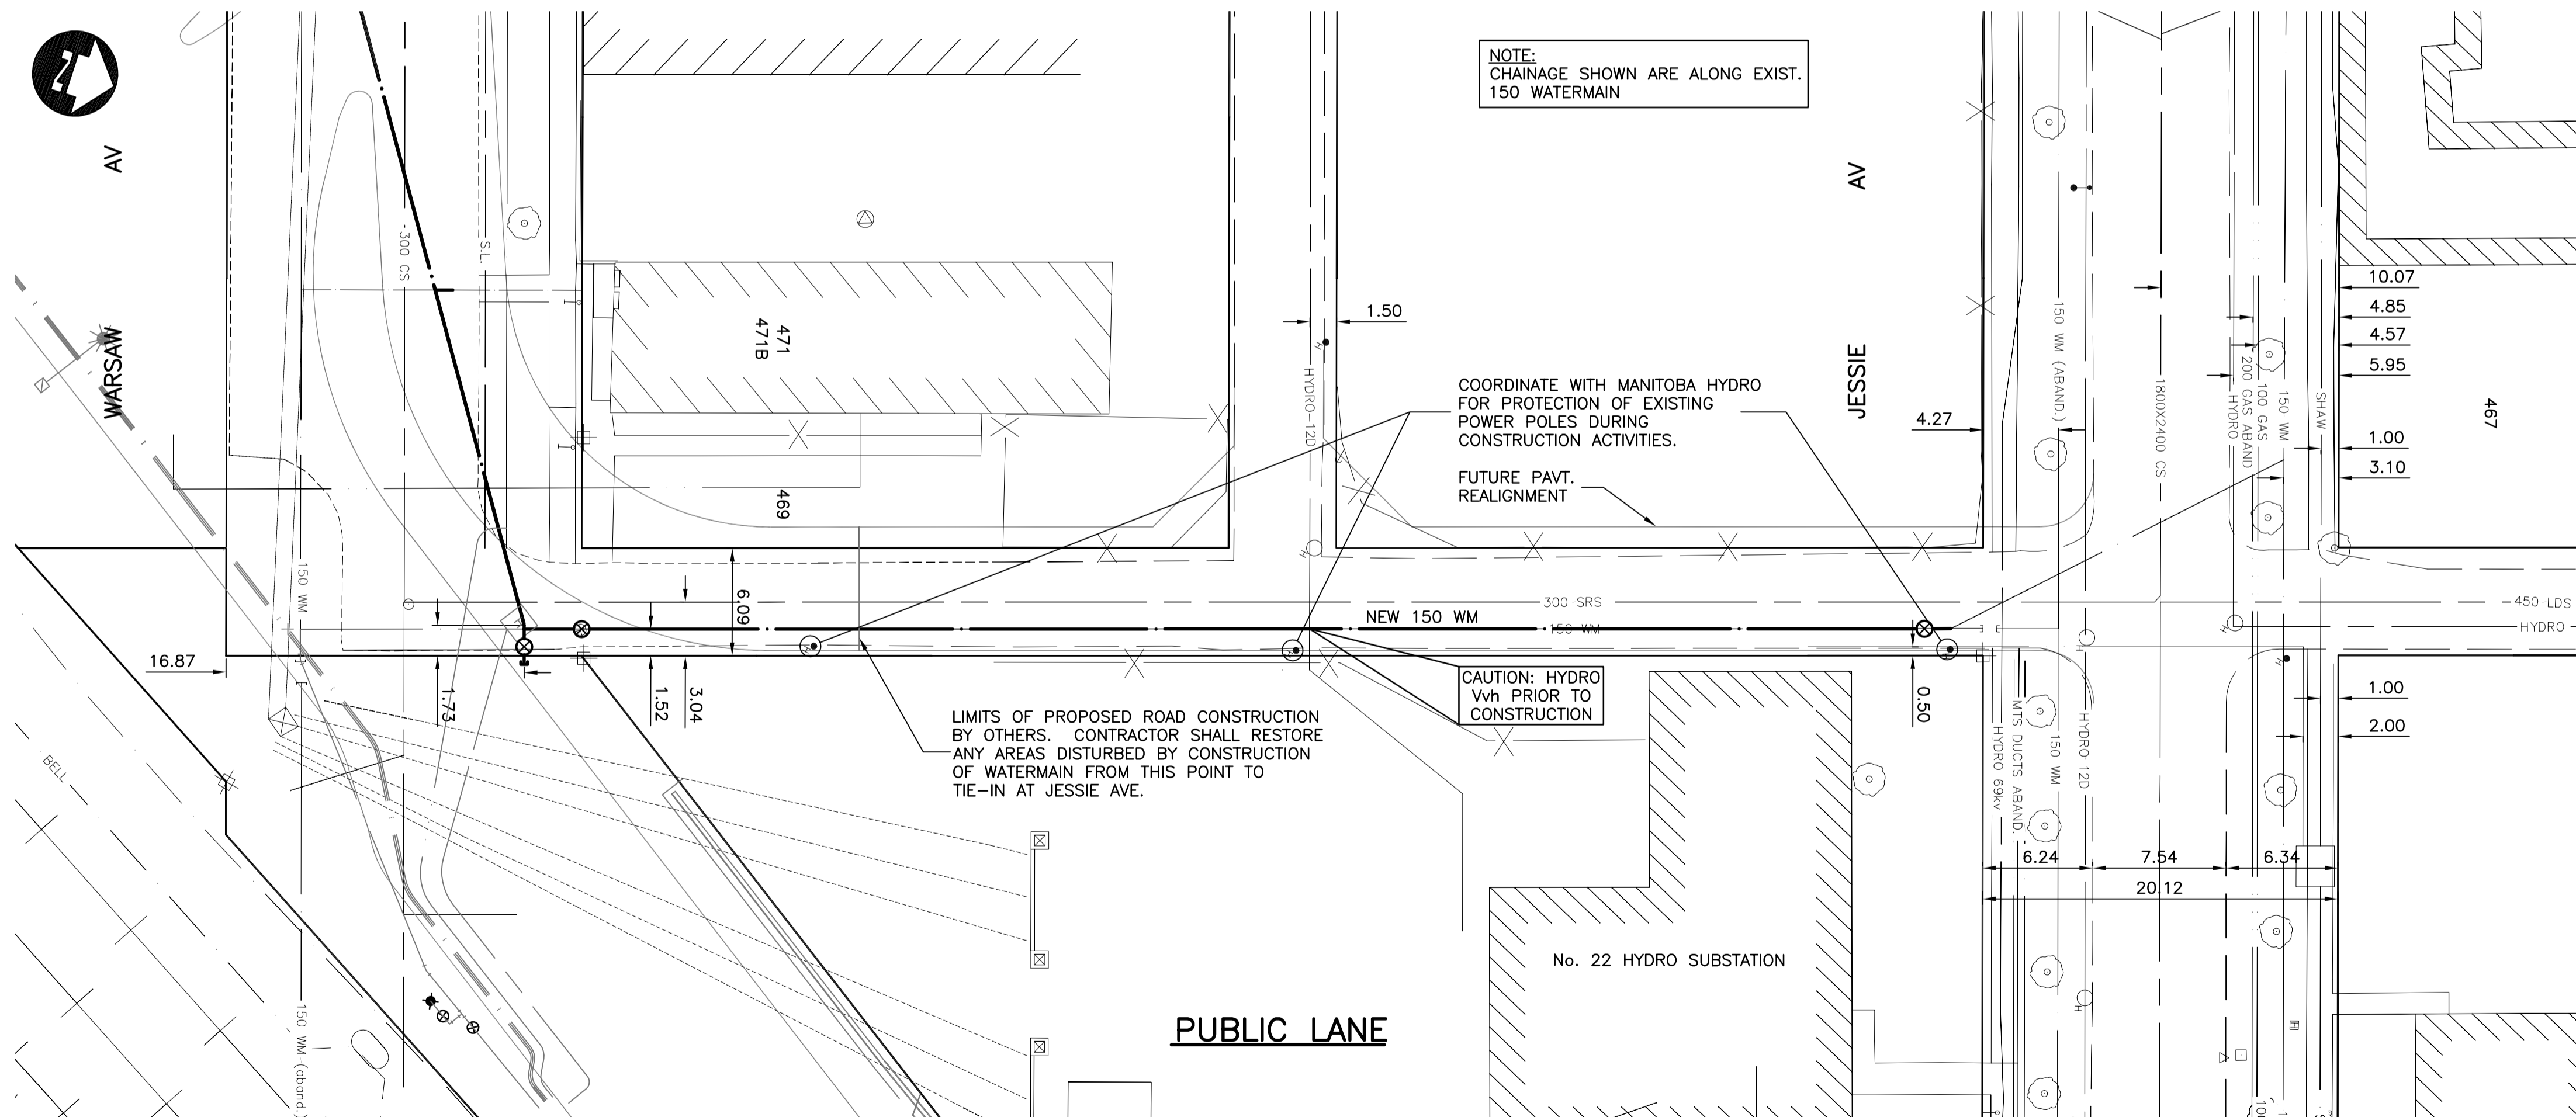 N
AV
WARSAW
300 CS
S.L.
471
471B
469
150 WM
BELL
150 WM (aband.)
16.87
1.73
6.09
1.52
3.04
NOTE:
CHAINAGE SHOWN ARE ALONG EXIST.
150 WATERMAIN
1.50
HYDRO-12D
COORDINATE WITH MANITOBA HYDRO
FOR PROTECTION OF EXISTING
POWER POLES DURING
CONSTRUCTION ACTIVITIES.
FUTURE PAVT.
REALIGNMENT
NEW 150 WM
150 WM
300 SRS
CAUTION: HYDRO
Vvh PRIOR TO
CONSTRUCTION
LIMITS OF PROPOSED ROAD CONSTRUCTION
BY OTHERS. CONTRACTOR SHALL RESTORE
ANY AREAS DISTURBED BY CONSTRUCTION
OF WATERMAIN FROM THIS POINT TO
TIE-IN AT JESSIE AVE.
No. 22 HYDRO SUBSTATION
PUBLIC LANE
AV
JESSIE
4.27
0.50
150 WM (ABAND.)
1800X2400 CS
HYDRO
200 GAS ABAND
100 GAS
150 WM
SHAW
10.07
4.85
4.57
5.95
467
1.00
3.10
450 LDS
HYDRO
1.00
2.00
HYDRO 69kv
MTS DUCTS ABAND.
150 WM
HYDRO 12D
6.24
7.54
6.34
20.12
H
H
H
H
H
H
H